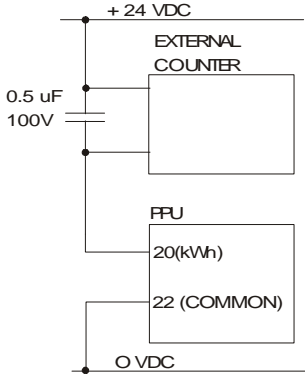 + 24 VDC
EXTERNAL
COUNTER
0.5 uF
100V
PPU
20(kWh)
22 (COMMON)
O VDC